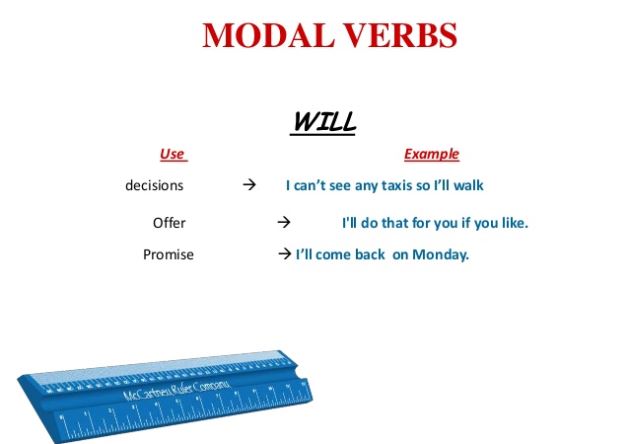 MODAL VERBS
WILL
Use Example
decisions → I can't see any taxis so I'll walk
Offer → I'll do that for you if you like.
Promise → I'll come back on Monday.
McCartney Ruler Company